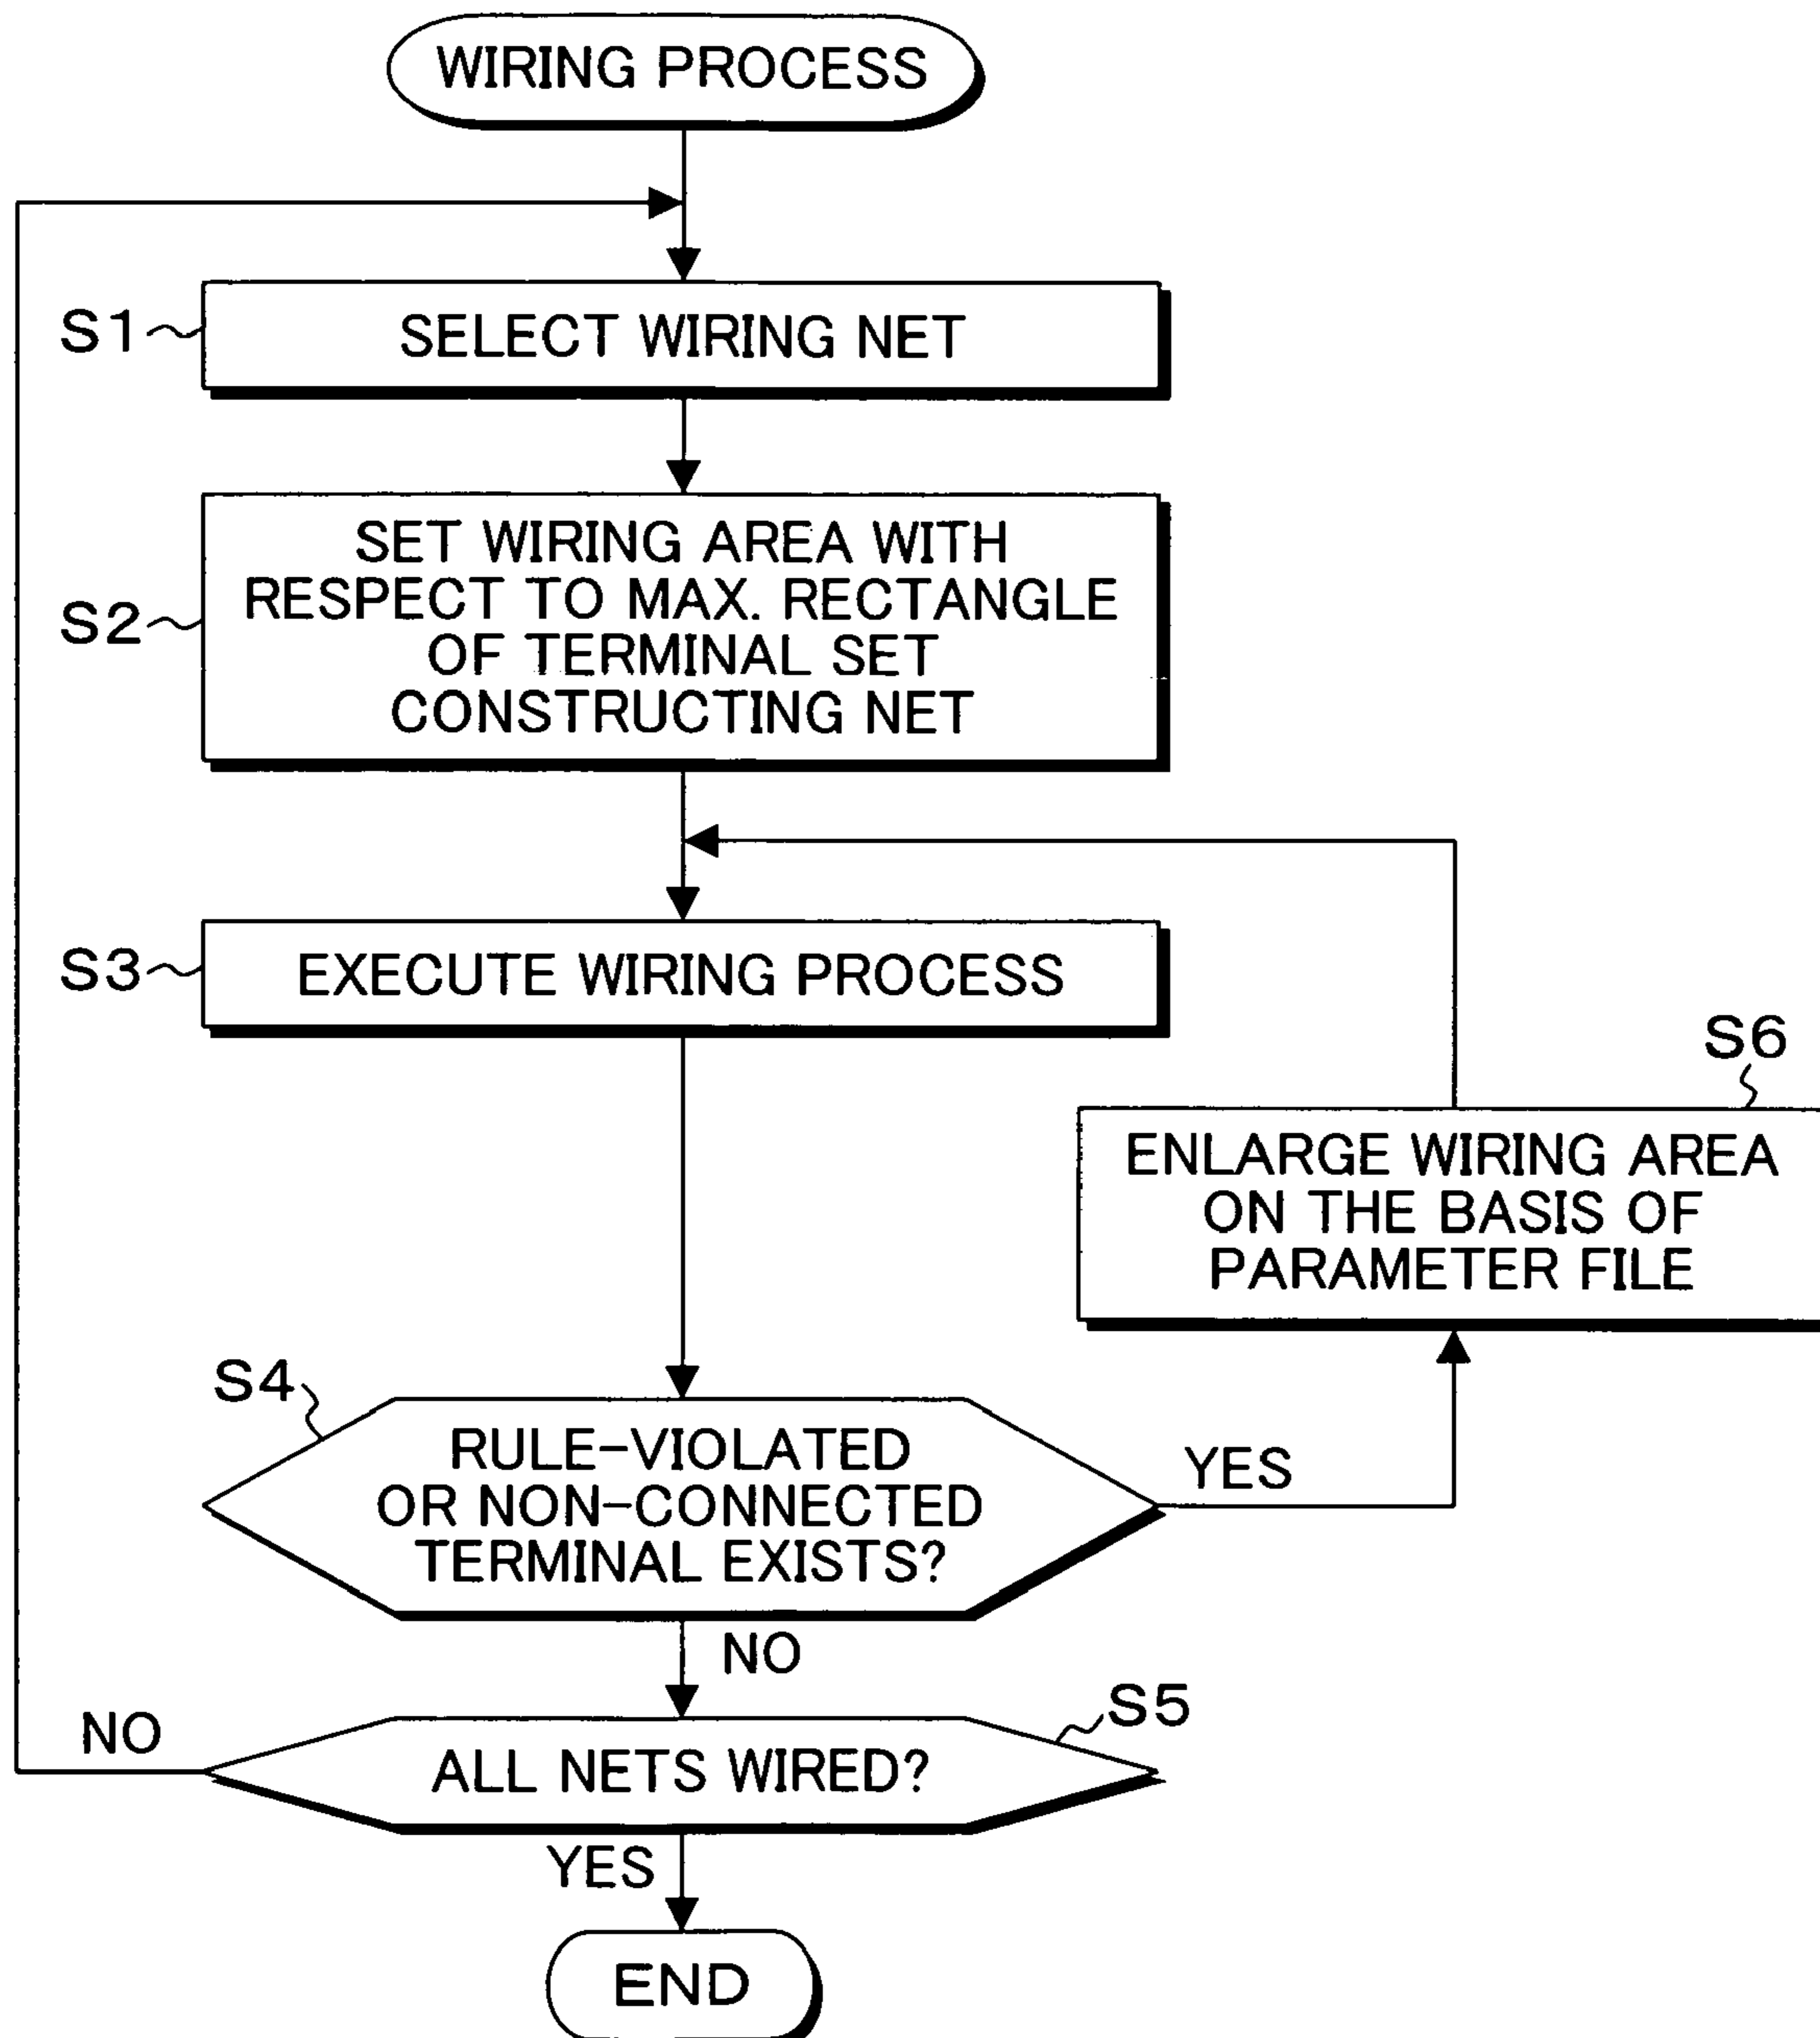 WIRING PROCESS
S1
SELECT WIRING NET
S2
SET WIRING AREA WITH
RESPECT TO MAX. RECTANGLE
OF TERMINAL SET
CONSTRUCTING NET
S3
EXECUTE WIRING PROCESS
S6
ENLARGE WIRING AREA
ON THE BASIS OF
PARAMETER FILE
S4
RULE-VIOLATED
OR NON-CONNECTED
TERMINAL EXISTS?
YES
NO
S5
NO
ALL NETS WIRED?
YES
END